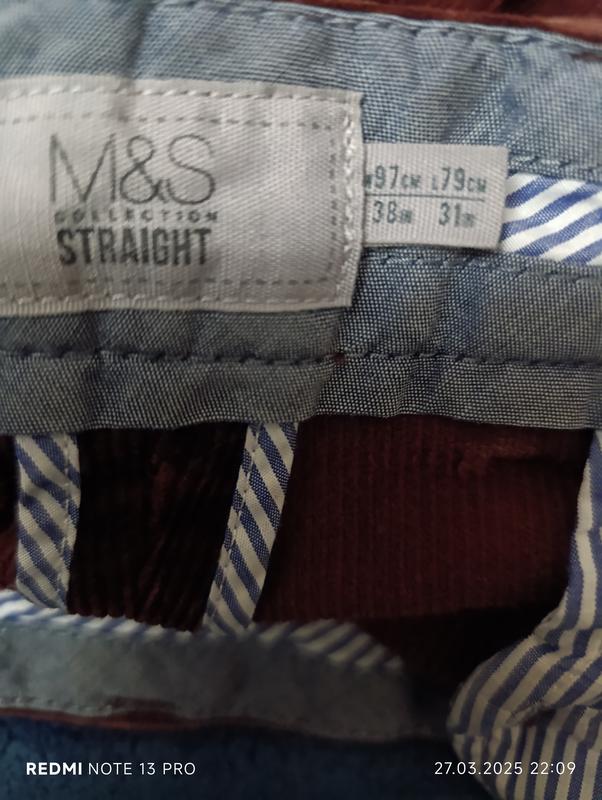 M&S
COLLECTION
STRAIGHT
W97CM L79CM
38IN 31IN
REDMI NOTE 13 PRO
27.03.2025 22:09